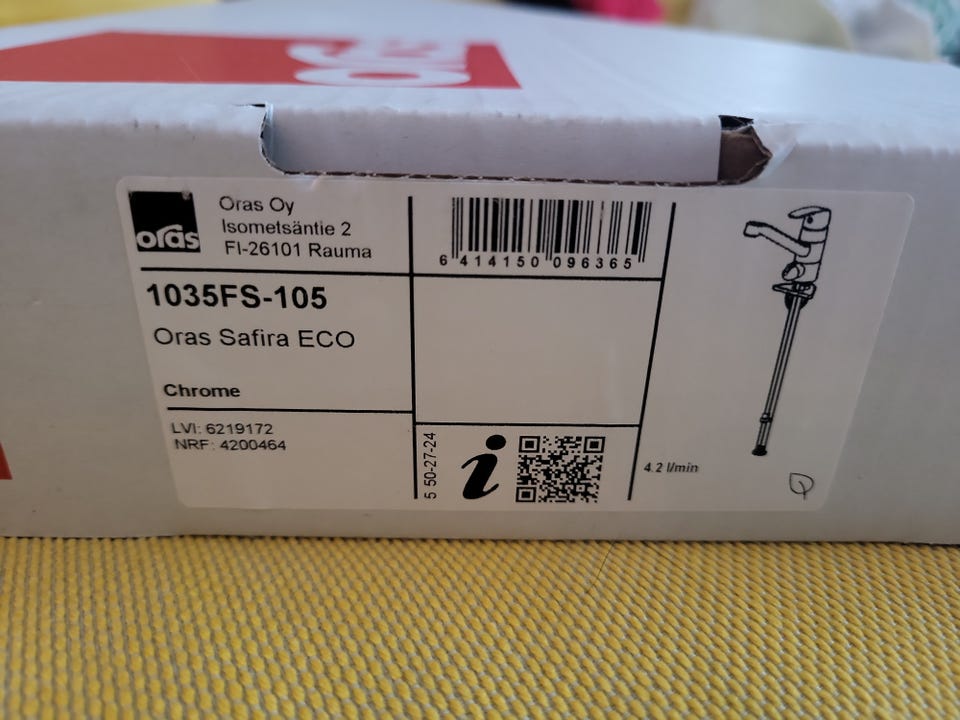 oras
oras
Oras Oy
Isometsäntie 2
FI-26101 Rauma
6 414150 096365
1035FS-105
Oras Safira ECO
Chrome
LVI: 6219172
NRF: 4200464
5 50-27-24
i
4.2 l/min